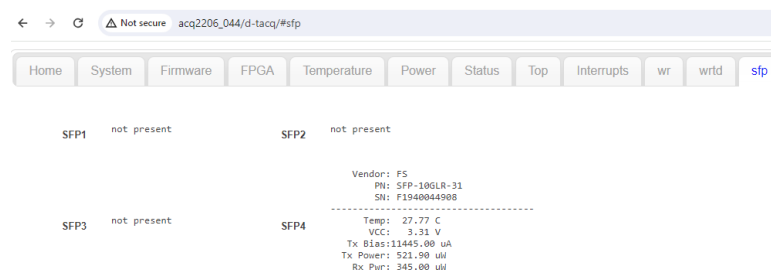 Not secure acq2206_044/d-tacq/#sfp
Home System Firmware FPGA Temperature Power Status Top Interrupts wr wrtd sfp
SFP1 not present SFP2 not present
Vendor: FS
PN: SFP-10GLR-31
SN: F1940044908
------------------------------------
SFP3 not present SFP4 Temp: 27.77 C
VCC: 3.31 V
Tx Bias:11445.00 uA
Tx Power: 521.90 uW
Rx Pwr: 345.00 uW